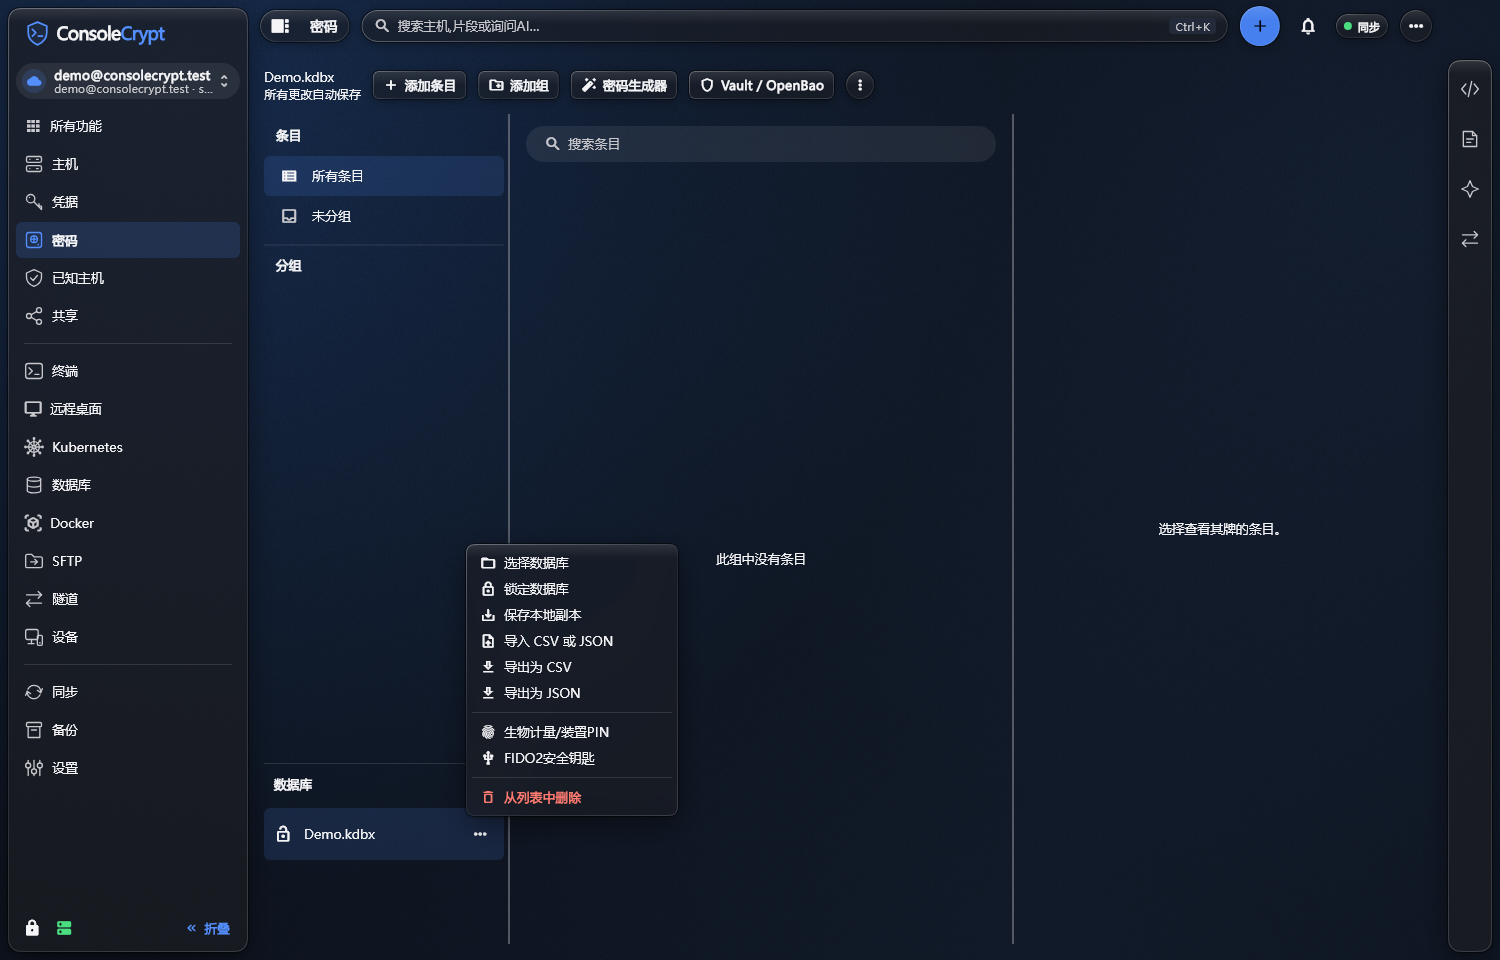 ConsoleCrypt
demo@consolecrypt.test
demo@consolecrypt.test · s...
所有功能
主机
凭据
密码
已知主机
共享
终端
远程桌面
Kubernetes
数据库
Docker
SFTP
隧道
设备
同步
备份
设置
折叠
密码
搜索主机,片段或询问AI...
Ctrl+K
同步
Demo.kdbx
所有更改自动保存
添加条目
添加组
密码生成器
Vault / OpenBao
条目
所有条目
未分组
分组
数据库
Demo.kdbx
搜索条目
此组中没有条目
选择查看其牌的条目。
选择数据库
锁定数据库
保存本地副本
导入 CSV 或 JSON
导出为 CSV
导出为 JSON
生物计量/装置PIN
FIDO2安全钥匙
从列表中删除